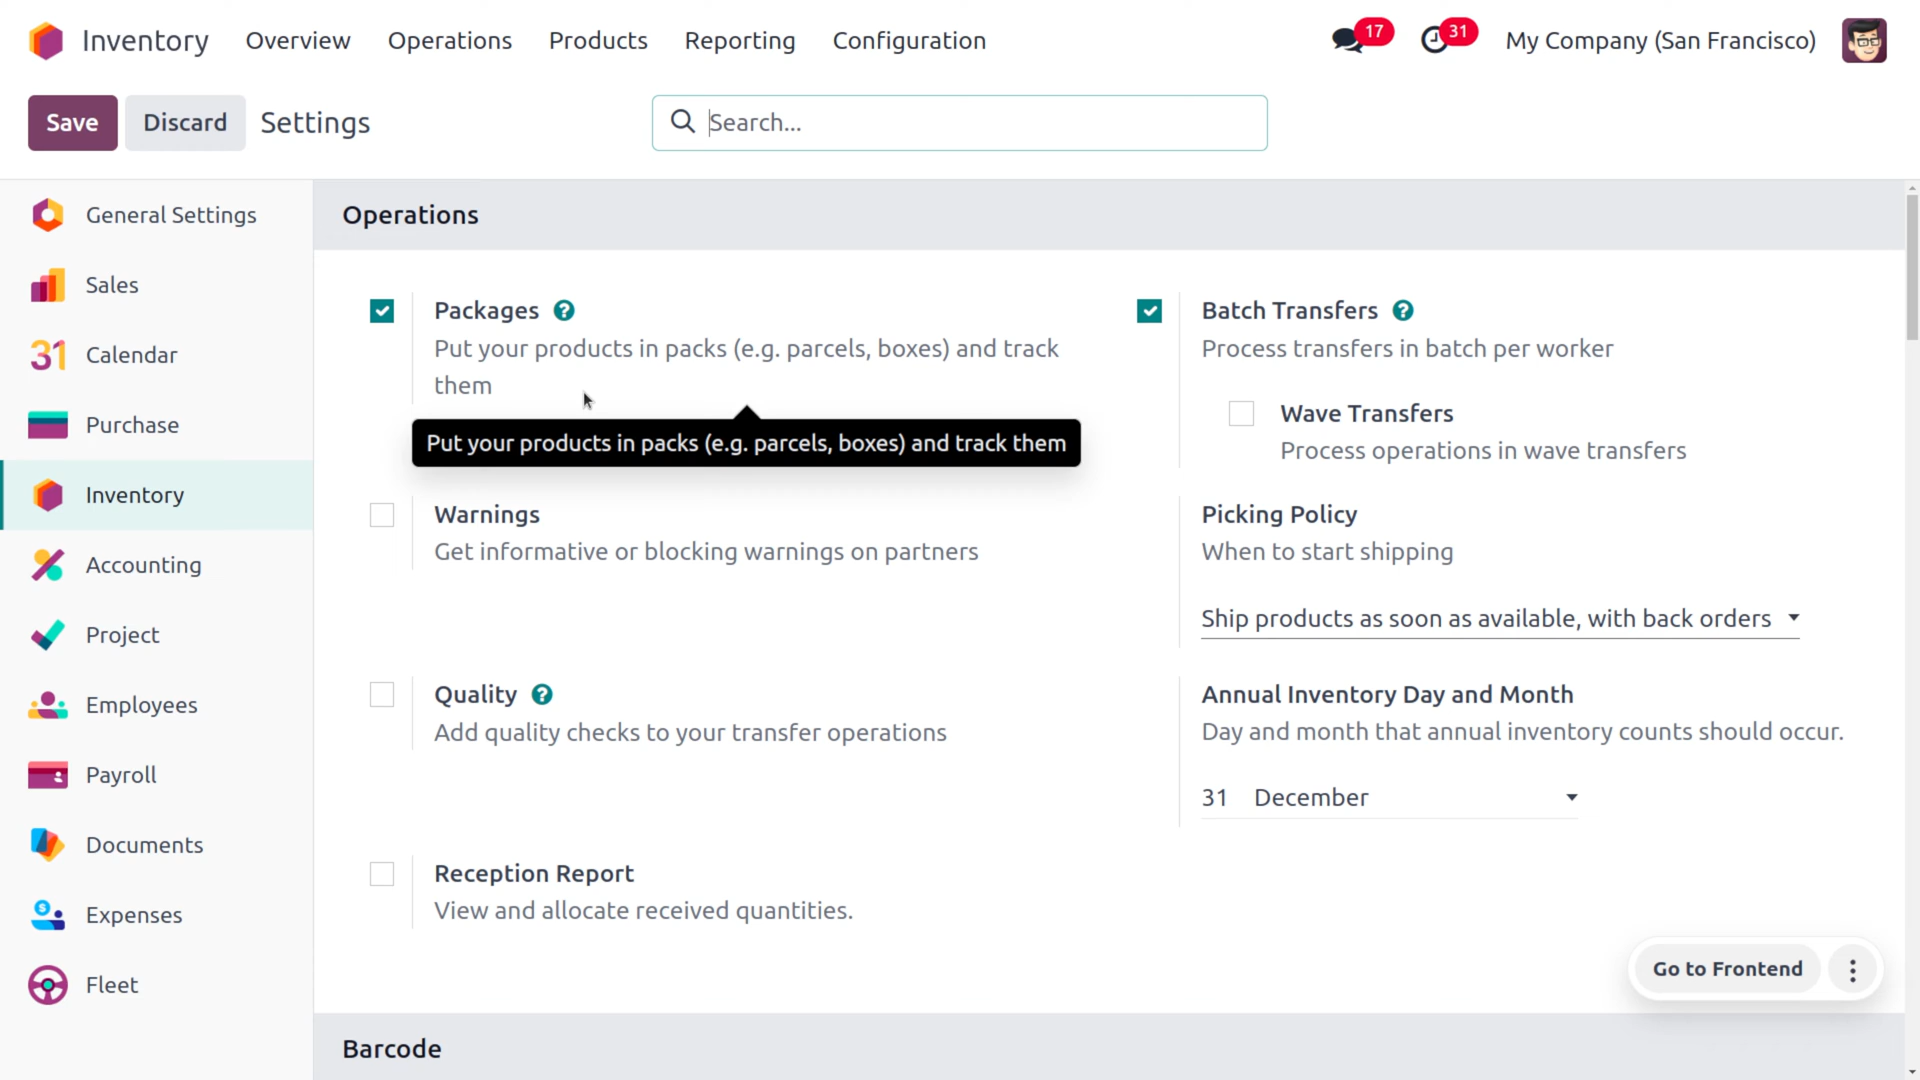 Inventory Overview Operations Products Reporting Configuration 17 31 My Company (San Francisco)
Save Discard Settings Search...
General Settings
Sales
31 Calendar
Purchase
Inventory
Accounting
Project
Employees
Payroll
Documents
Expenses
Fleet
Operations
Packages ?
Put your products in packs (e.g. parcels, boxes) and track
them
Put your products in packs (e.g. parcels, boxes) and track them
Batch Transfers ?
Process transfers in batch per worker
Wave Transfers
Process operations in wave transfers
Warnings
Get informative or blocking warnings on partners
Picking Policy
When to start shipping
Ship products as soon as available, with back orders
Quality ?
Add quality checks to your transfer operations
Annual Inventory Day and Month
Day and month that annual inventory counts should occur.
31 December
Reception Report
View and allocate received quantities.
Go to Frontend
Barcode